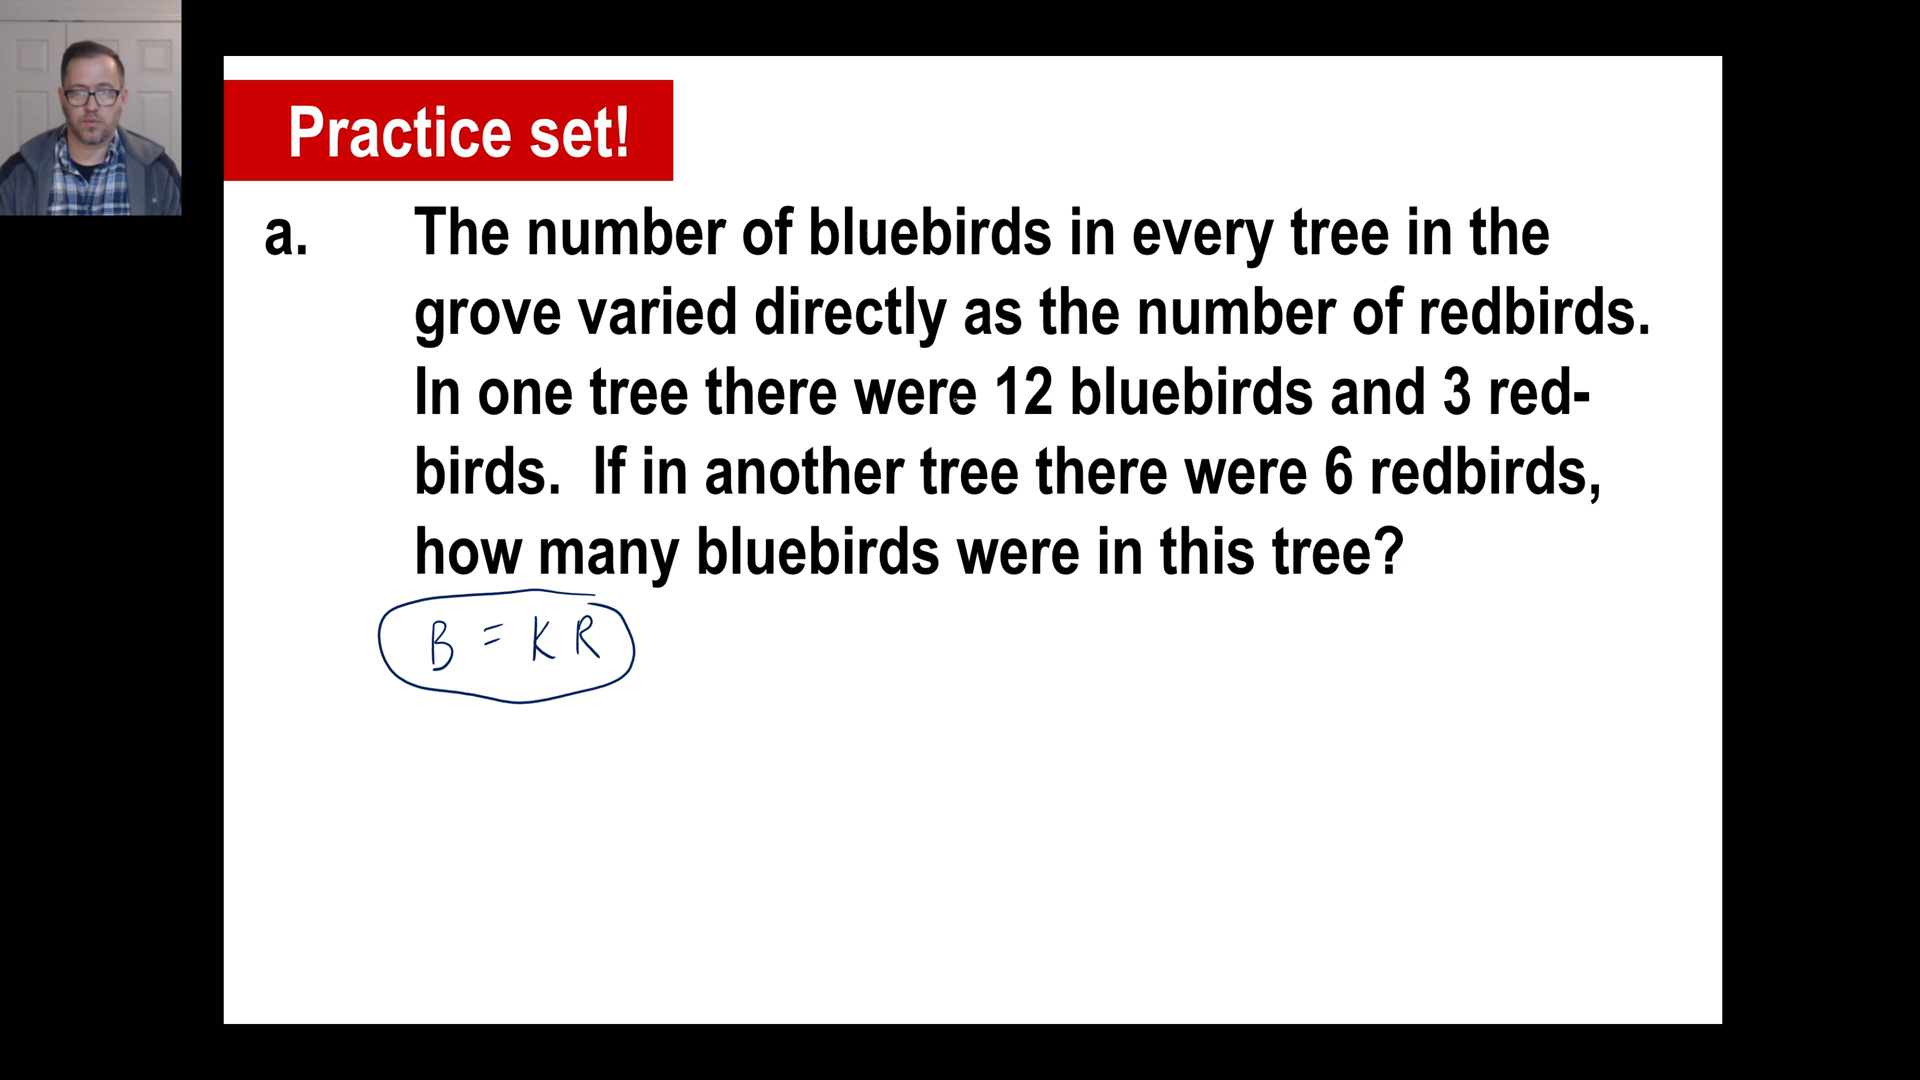 Practice set!
a. The number of bluebirds in every tree in the
grove varied directly as the number of redbirds.
In one tree there were 12 bluebirds and 3 red-
birds. If in another tree there were 6 redbirds,
how many bluebirds were in this tree?
B = K R